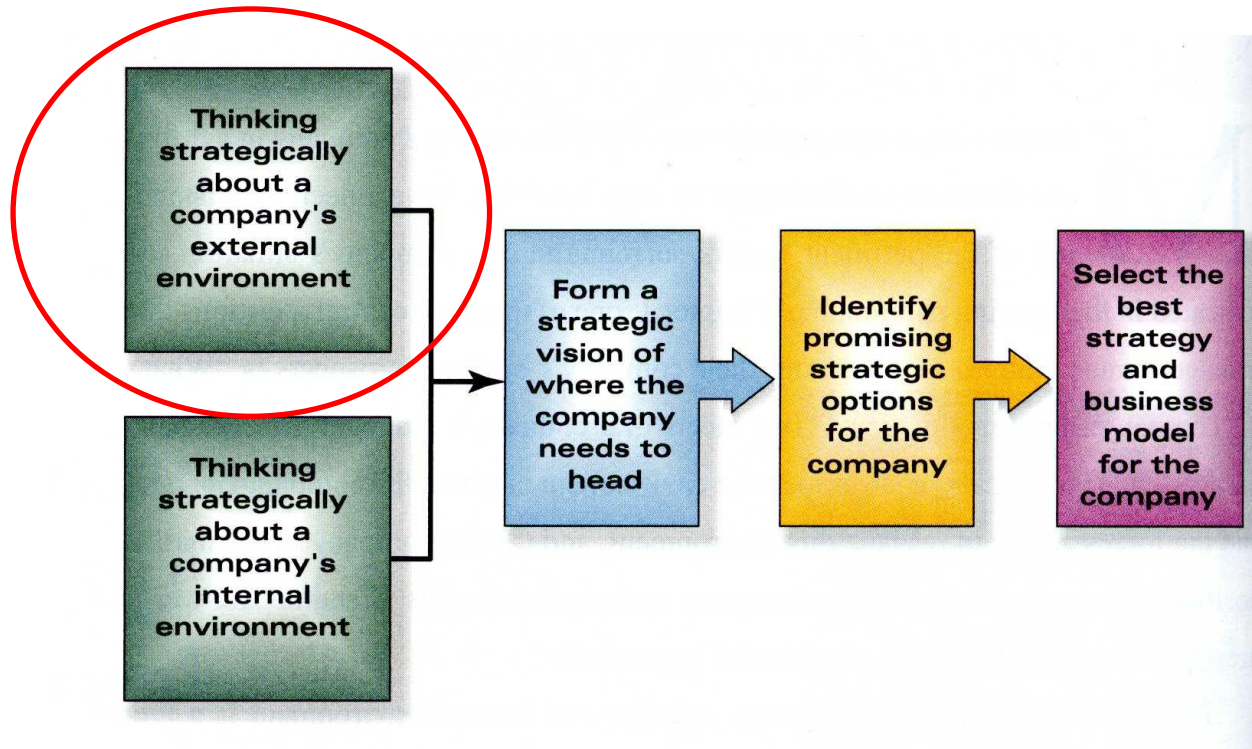 Thinking
strategically
about a
company's
external
environment
Thinking
strategically
about a
company's
internal
environment
Form a
strategic
vision of
where the
company
needs to
head
Identify
promising
strategic
options
for the
company
Select the
best
strategy
and
business
model
for the
company